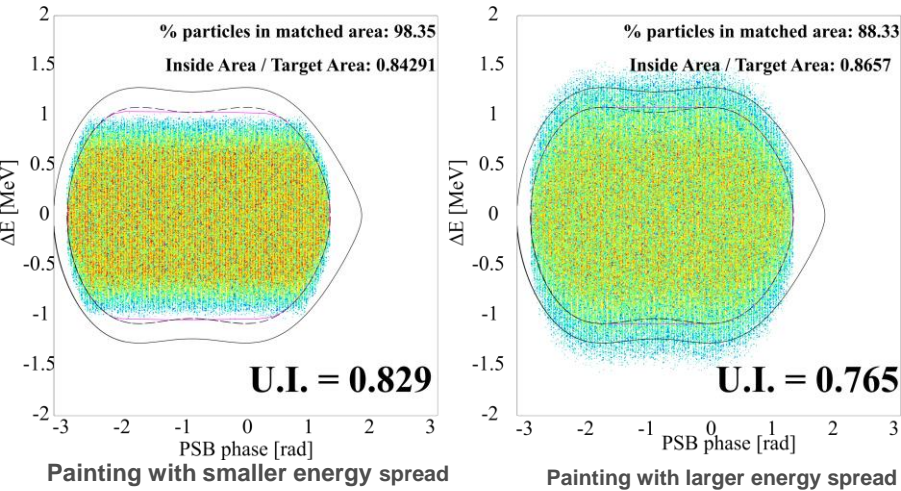 % particles in matched area: 98.35
Inside Area / Target Area: 0.84291
2
1.5
1
0.5
0
-0.5
-1
-1.5
-2
ΔE [MeV]
U.I. = 0.829
-3 -2 -1 0 1 2 3
PSB phase [rad]
Painting with smaller energy spread
% particles in matched area: 88.33
Inside Area / Target Area: 0.8657
2
1.5
1
0.5
0
-0.5
-1
-1.5
-2
ΔE [MeV]
U.I. = 0.765
-3 -2 -1 0 1 2 3
PSB phase [rad]
Painting with larger energy spread